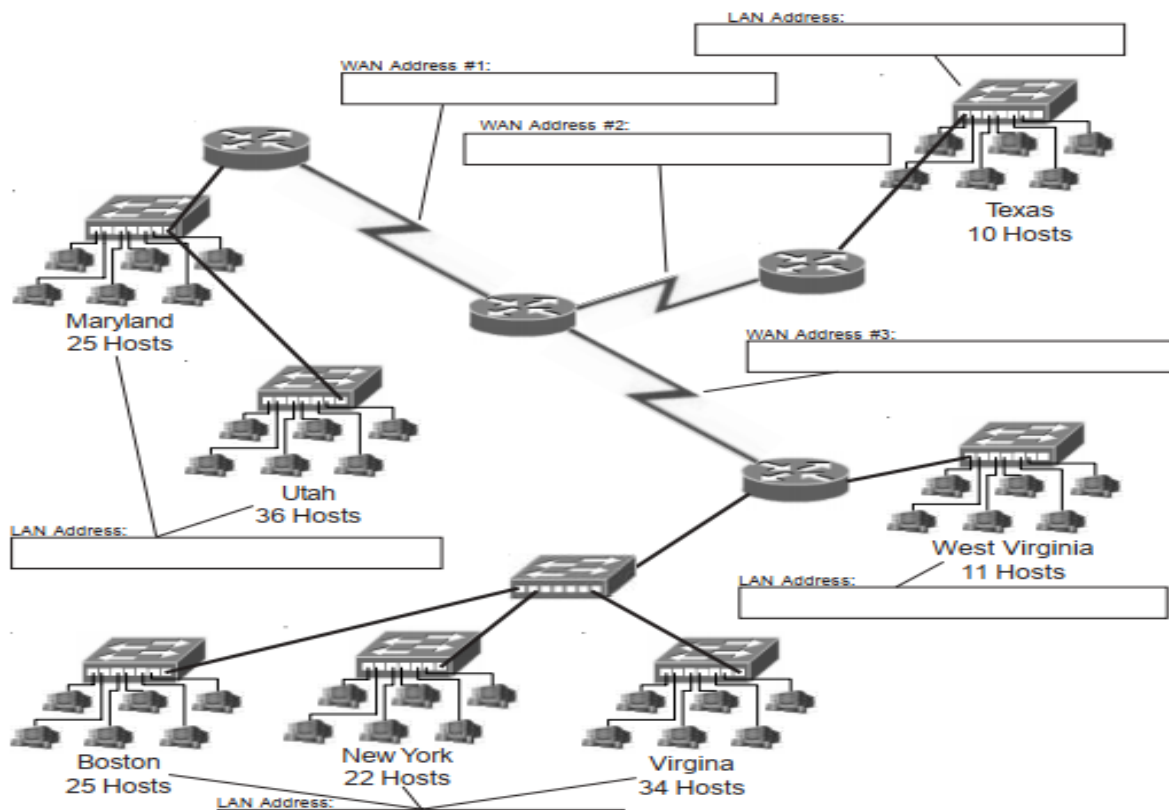 LAN Address:
WAN Address #1:
WAN Address #2:
Texas
10 Hosts
Maryland
25 Hosts
WAN Address #3:
Utah
36 Hosts
LAN Address:
West Virginia
11 Hosts
LAN Address:
Boston
25 Hosts
New York
22 Hosts
Virgina
34 Hosts
LAN Address: